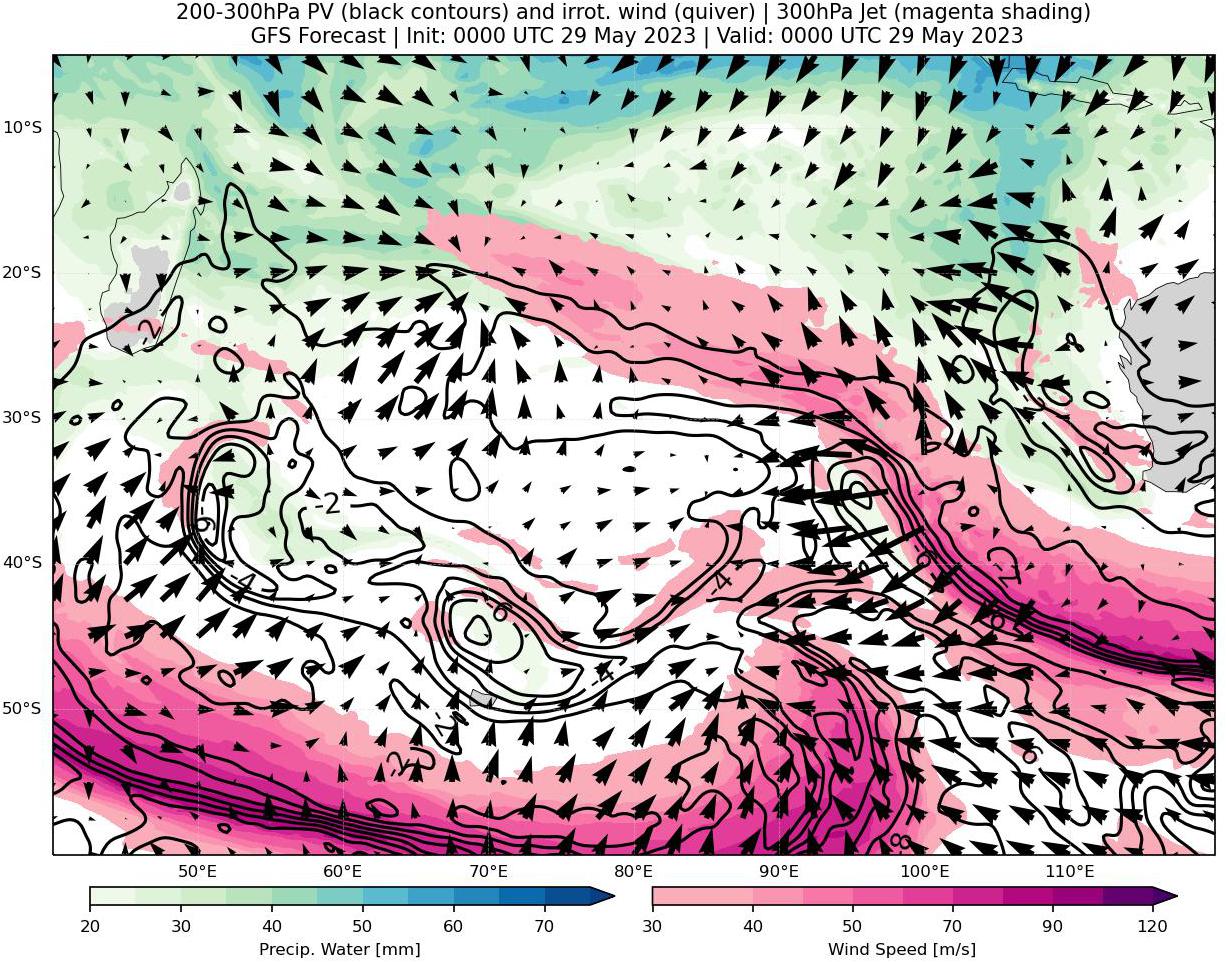 200-300hPa PV (black contours) and irrot. wind (quiver) | 300hPa Jet (magenta shading)
GFS Forecast | Init: 0000 UTC 29 May 2023 | Valid: 0000 UTC 29 May 2023
10°S
20°S
-2
30°S
-2
-6
40°S
-4
-6
-4
-6
-2
-8
-4
50°S
-2
-2
-6
-8
50°E 60°E 70°E 80°E 90°E 100°E 110°E
20 30 40 50 60 70
30 40 50 70 90 120
Precip. Water [mm]
Wind Speed [m/s]